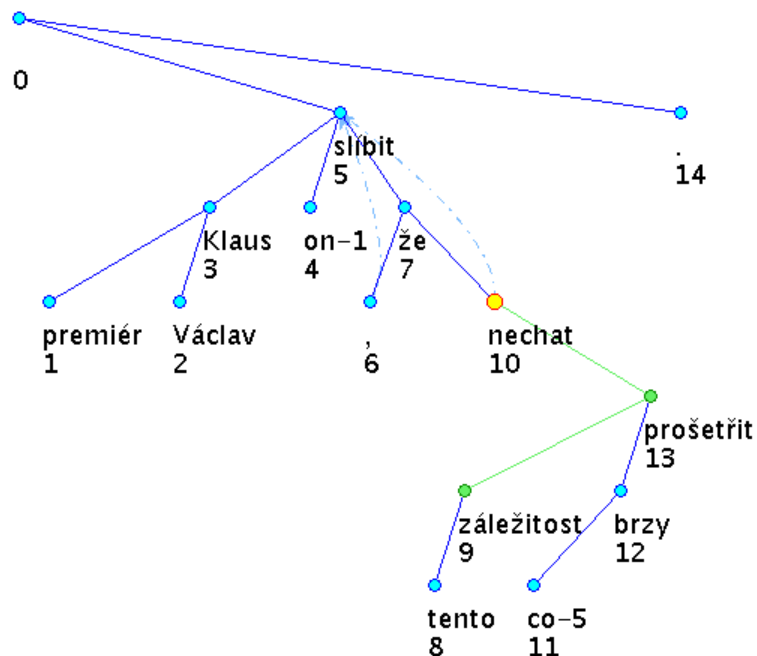 0
slíbit
5
.
14
Klaus
3
on-1
4
že
7
premiér
1
Václav
2
,
6
nechat
10
prošetřit
13
záležitost
9
brzy
12
tento
8
co-5
11